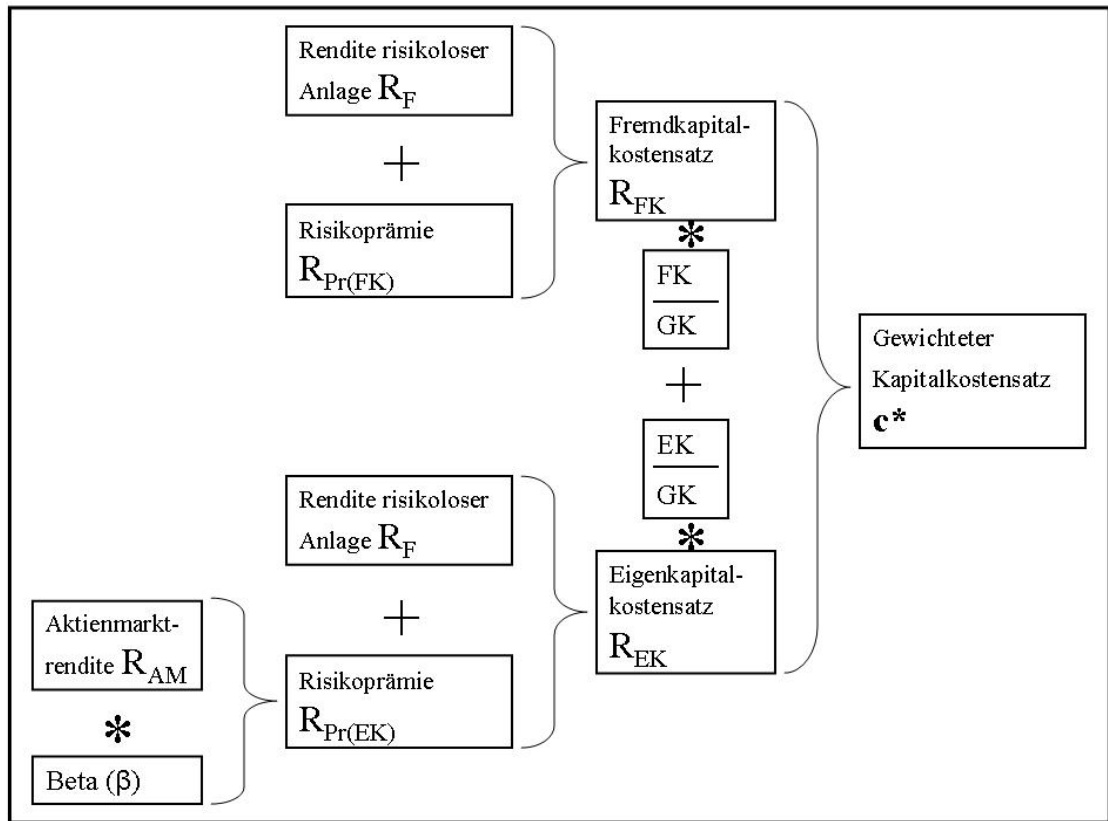 Rendite risikoloser
Anlage R_F
+
Risikoprämie
R_Pr(FK)
Fremdkapital-
kostensatz
R_FK
*
FK
GK
+
EK
GK
*
Eigenkapital-
kostensatz
R_EK
Rendite risikoloser
Anlage R_F
+
Risikoprämie
R_Pr(EK)
Aktienmarkt-
rendite R_AM
*
Beta (β)
Gewichteter
Kapitalkostensatz
c*